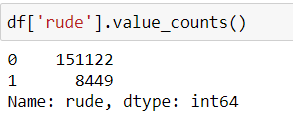 df['rude'].value_counts()
0    151122
1      8449
Name: rude, dtype: int64